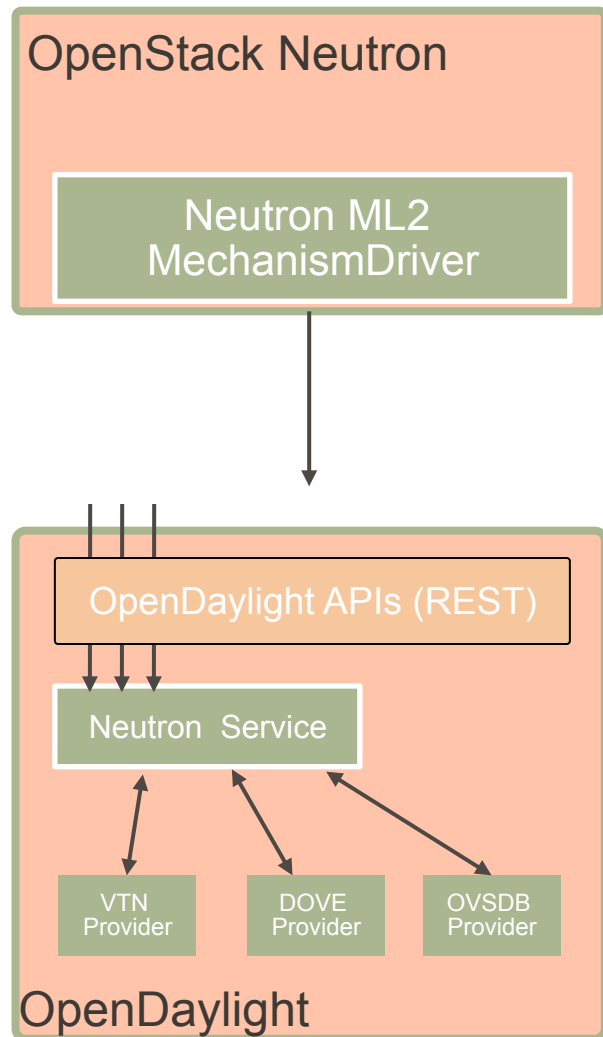 OpenStack Neutron
Neutron ML2
MechanismDriver
OpenDaylight APIs (REST)
Neutron Service
VTN
Provider
DOVE
Provider
OVSDB
Provider
OpenDaylight